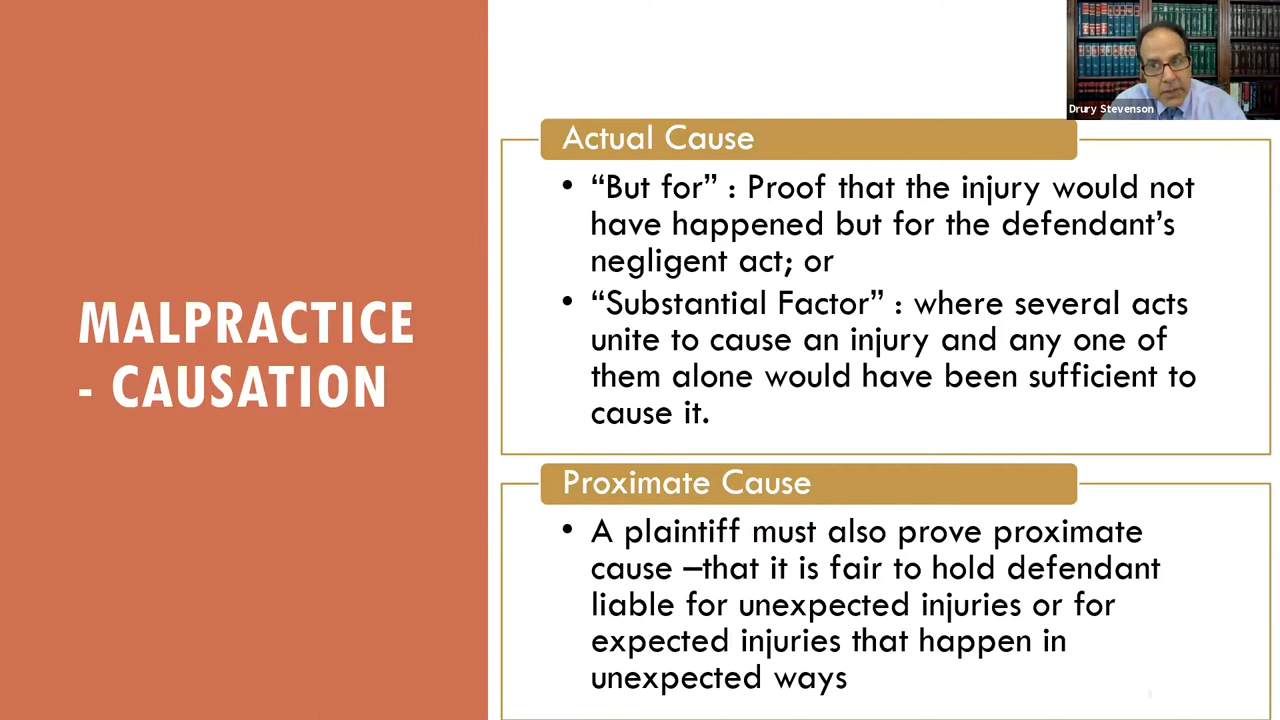 Drury Stevenson
MALPRACTICE
- CAUSATION
Actual Cause
• “But for” : Proof that the injury would not
have happened but for the defendant’s
negligent act; or
• “Substantial Factor” : where several acts
unite to cause an injury and any one of
them alone would have been sufficient to
cause it.
Proximate Cause
• A plaintiff must also prove proximate
cause –that it is fair to hold defendant
liable for unexpected injuries or for
expected injuries that happen in
unexpected ways